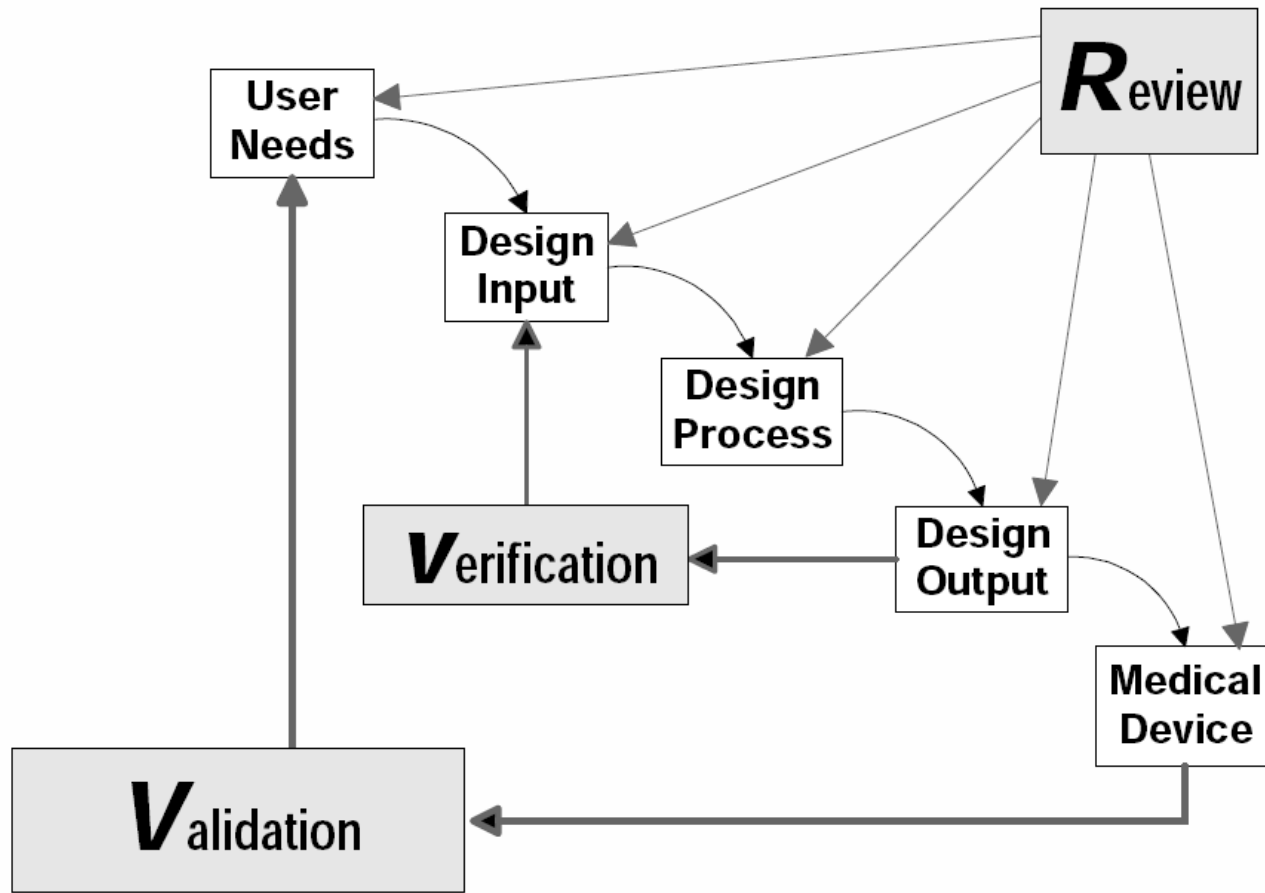 Review
User
Needs
Design
Input
Design
Process
Verification
Design
Output
Medical
Device
Validation